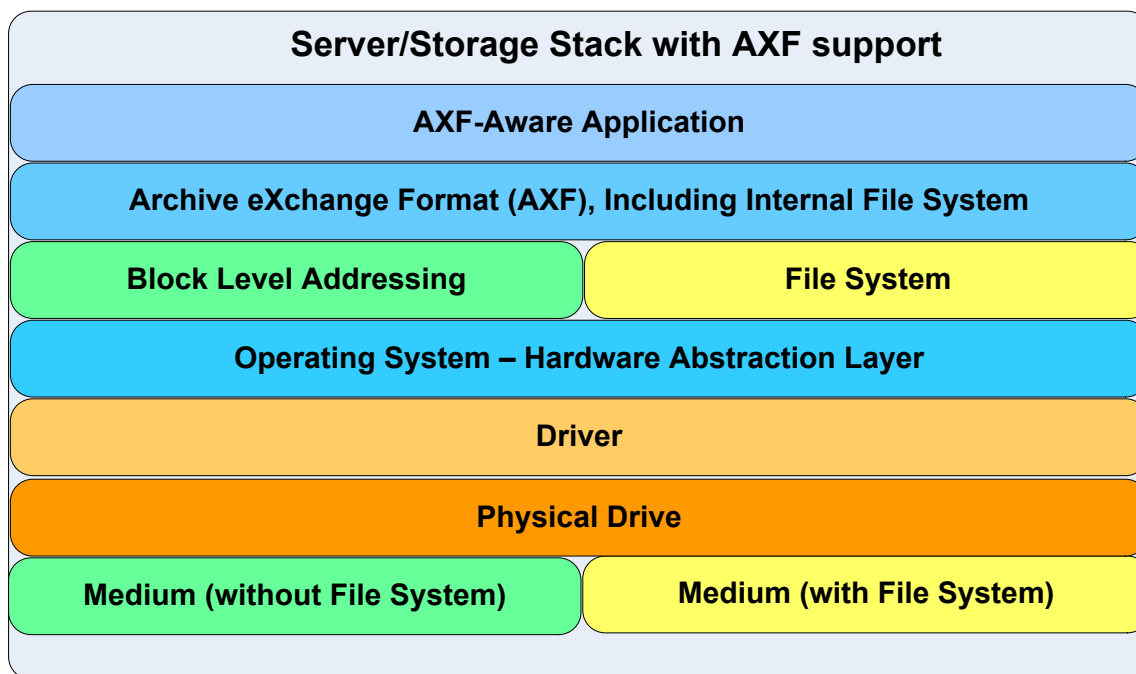 Server/Storage Stack with AXF support
AXF-Aware Application
Archive eXchange Format (AXF), Including Internal File System
Block Level Addressing
File System
Operating System – Hardware Abstraction Layer
Driver
Physical Drive
Medium (without File System)
Medium (with File System)